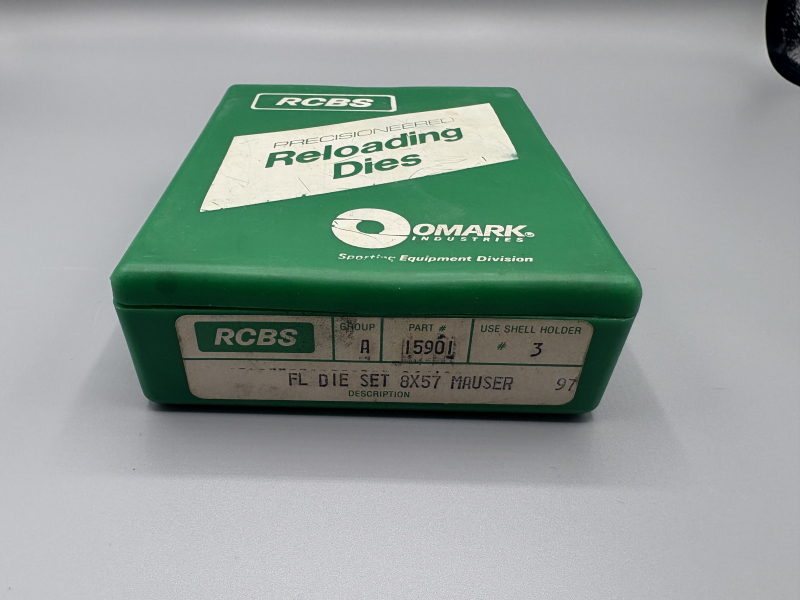 RCBS
PRECISIONEERED
Reloading
Dies
OMARK®
INDUSTRIES
Sporting Equipment Division
RCBS
GROUP
A
PART #
15901
USE SHELL HOLDER
# 3
FL DIE SET 8X57 MAUSER 97
DESCRIPTION